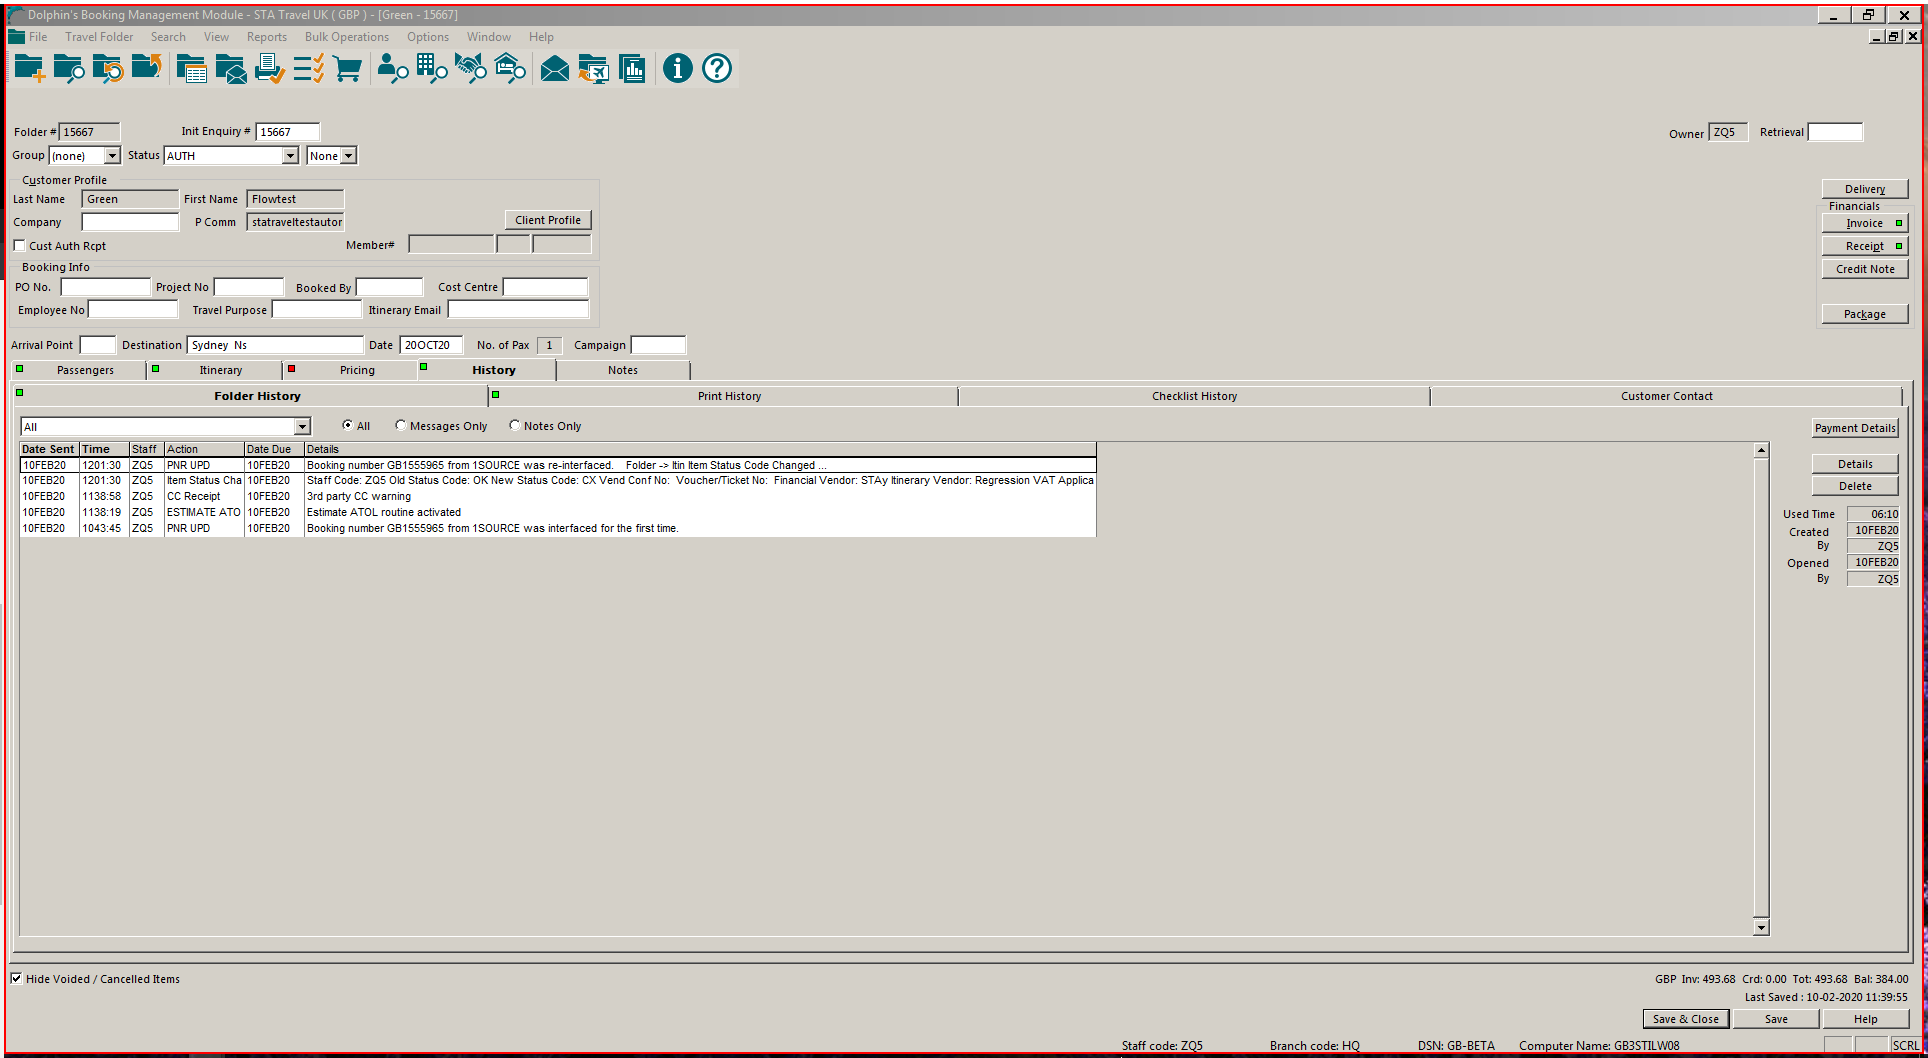 Dolphin's Booking Management Module - STA Travel UK ( GBP ) - [Green - 15667]
File Travel Folder Search View Reports Bulk Operations Options Window Help
Folder # 15667 Init Enquiry # 15667 Owner ZQ5 Retrieval
Group (none) Status AUTH None
Customer Profile
Last Name Green First Name Flowtest
Company P Comm statraveltestautor Client Profile
Cust Auth Rcpt Member#
Delivery
Financials
Invoice
Receipt
Credit Note
Package
Booking Info
PO No. Project No Booked By Cost Centre
Employee No Travel Purpose Itinerary Email
Arrival Point Destination Sydney Ns Date 20OCT20 No. of Pax 1 Campaign
Passengers Itinerary Pricing History Notes
Folder History Print History Checklist History Customer Contact
All All Messages Only Notes Only Payment Details
Date Sent Time Staff Action Date Due Details
10FEB20 1201:30 ZQ5 PNR UPD 10FEB20 Booking number GB1555965 from 1SOURCE was re-interfaced. Folder -> Itin Item Status Code Changed ...
10FEB20 1201:30 ZQ5 Item Status Cha 10FEB20 Staff Code: ZQ5 Old Status Code: OK New Status Code: CX Vend Conf No: Voucher/Ticket No: Financial Vendor: STAy Itinerary Vendor: Regression VAT Applica
10FEB20 1138:58 ZQ5 CC Receipt 10FEB20 3rd party CC warning
10FEB20 1138:19 ZQ5 ESTIMATE ATO 10FEB20 Estimate ATOL routine activated
10FEB20 1043:45 ZQ5 PNR UPD 10FEB20 Booking number GB1555965 from 1SOURCE was interfaced for the first time.
Details
Delete
Used Time 06:10
Created 10FEB20
By ZQ5
Opened 10FEB20
By ZQ5
Hide Voided / Cancelled Items
GBP Inv: 493.68 Crd: 0.00 Tot: 493.68 Bal: 384.00
Last Saved : 10-02-2020 11:39:55
Save & Close Save Help
Staff code: ZQ5 Branch code: HQ DSN: GB-BETA Computer Name: GB3STILW08 SCRL